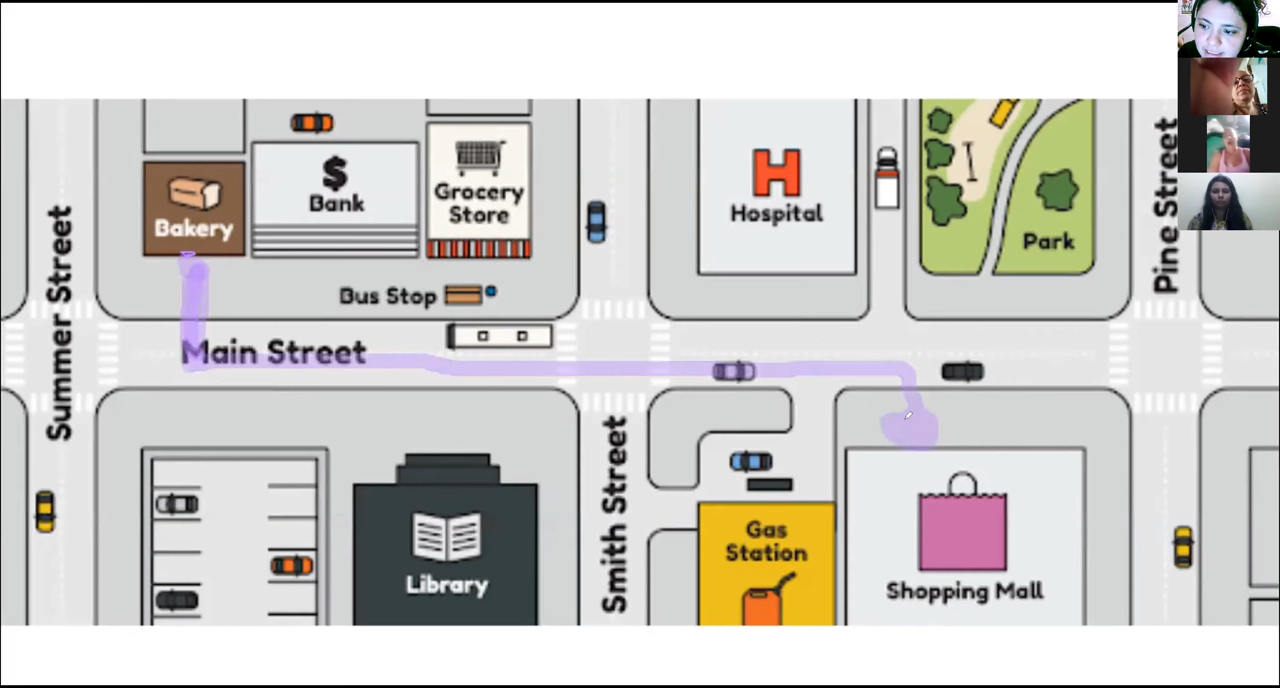 $
Bank
Bakery
Grocery
Store
H
Hospital
Park
Bus Stop
Main Street
Summer Street
Smith Street
Pine Street
Library
Gas
Station
Shopping Mall